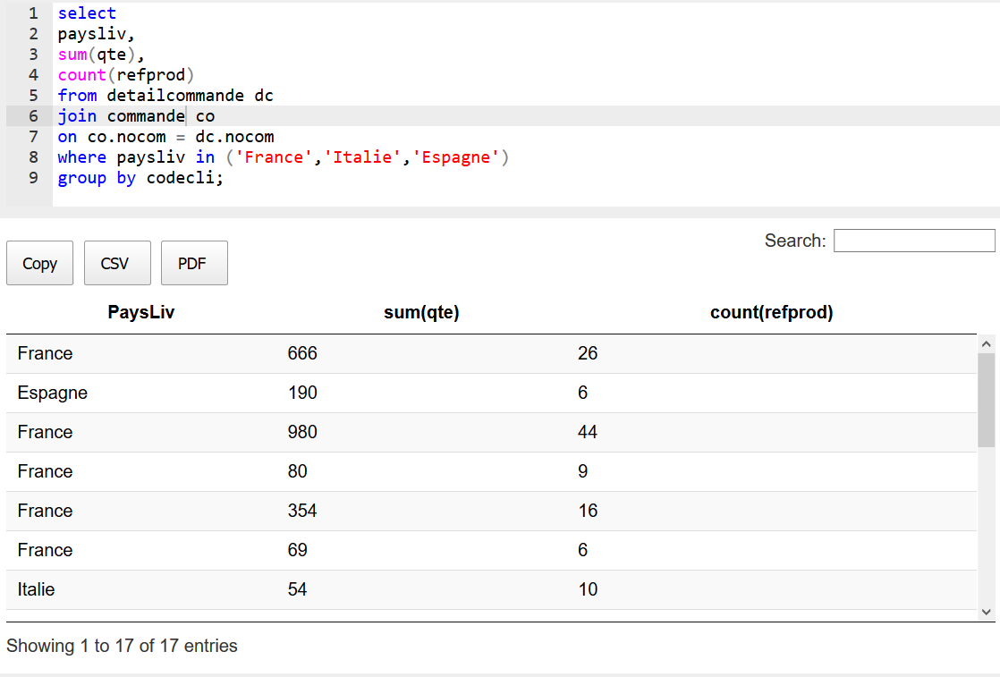 1 select
2 paysliv,
3 sum(qte),
4 count(refprod)
5 from detailcommande dc
6 join commande co
7 on co.nocom = dc.nocom
8 where paysliv in ('France','Italie','Espagne')
9 group by codecli;
Search:
Copy CSV PDF
PaysLiv sum(qte) count(refprod)
France 666 26
Espagne 190 6
France 980 44
France 80 9
France 354 16
France 69 6
Italie 54 10
Showing 1 to 17 of 17 entries